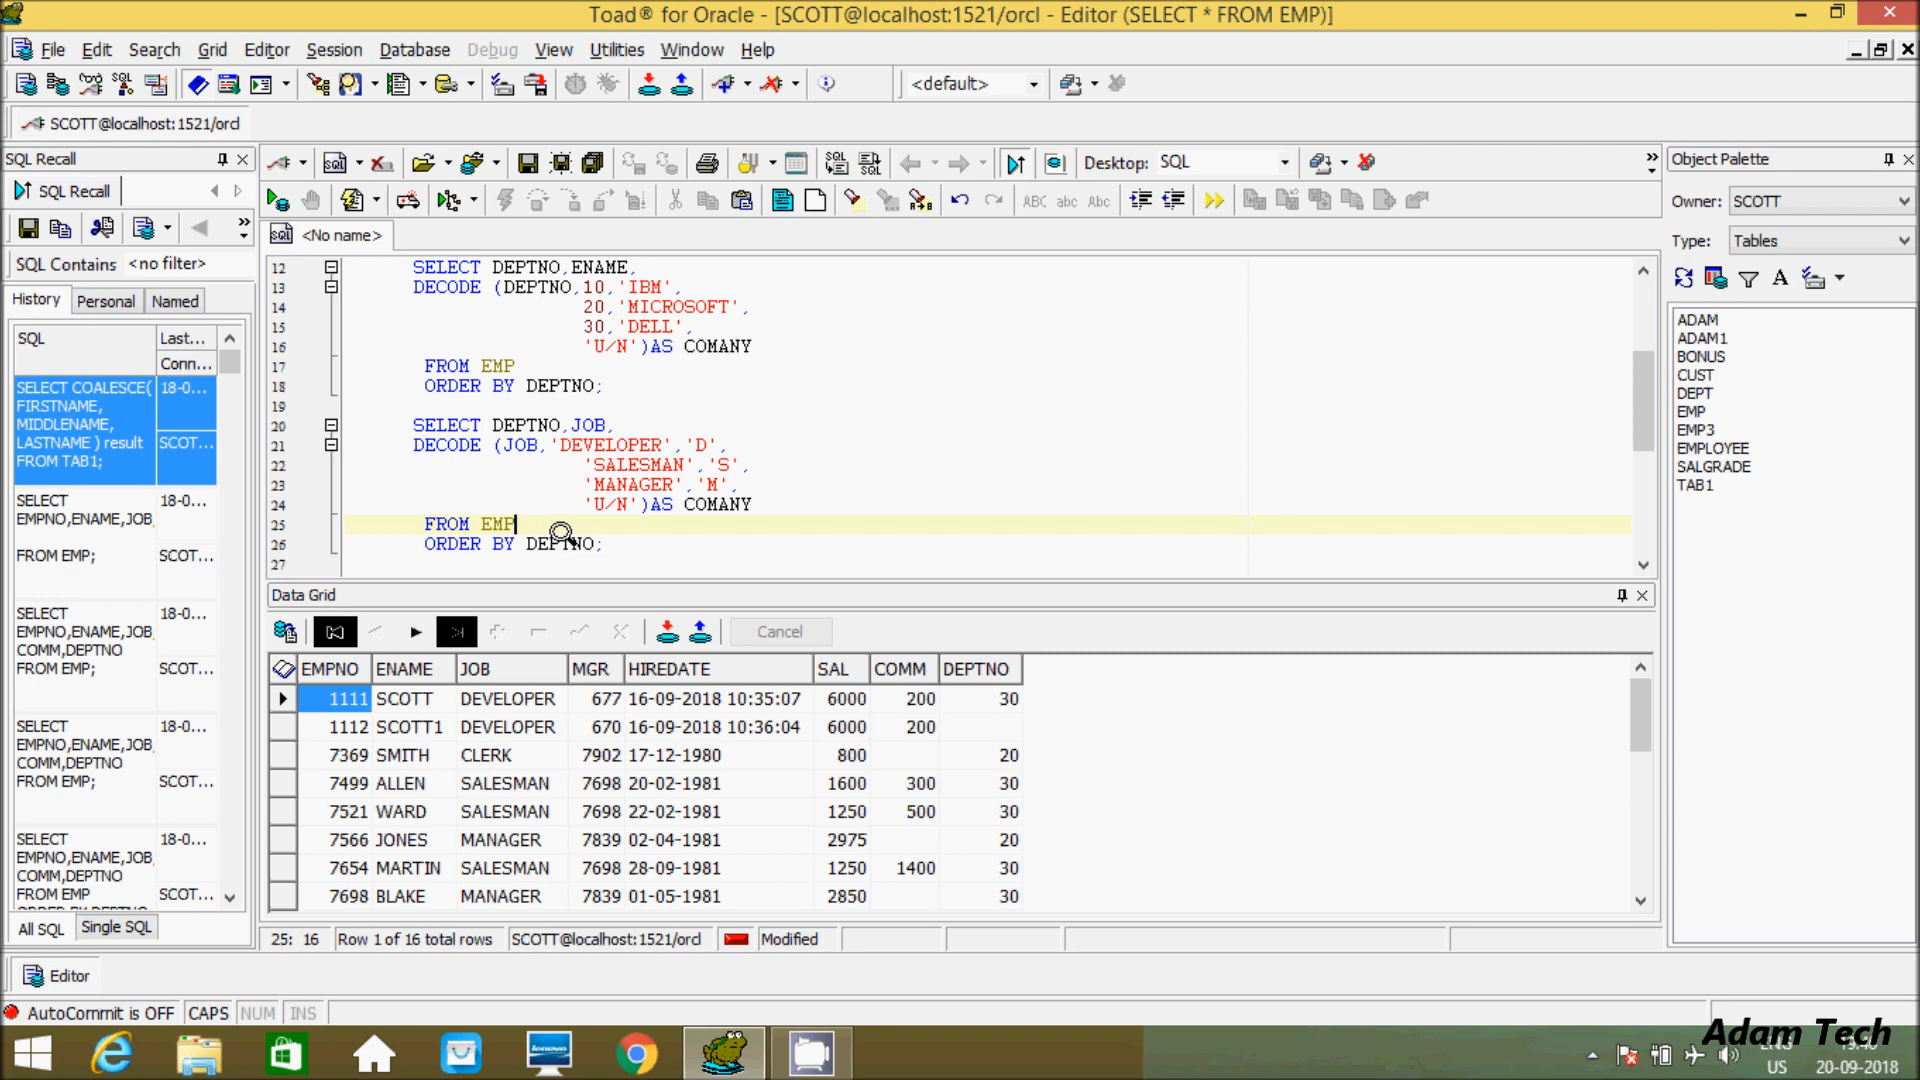 Toad® for Oracle - [SCOTT@localhost:1521/orcl - Editor (SELECT * FROM EMP)]
File Edit Search Grid Editor Session Database Debug View Utilities Window Help
<default>
SCOTT@localhost:1521/orcl
SQL Recall
SQL Recall
SQL Contains <no filter>
History Personal Named
SQL Last...
Conn...
SELECT COALESCE(
FIRSTNAME,
MIDDLENAME,
LASTNAME ) result
FROM TAB1;
18-0...
SCOT...
SELECT
EMPNO,ENAME,JOB
FROM EMP;
18-0...
SCOT...
SELECT
EMPNO,ENAME,JOB,
COMM,DEPTNO
FROM EMP;
18-0...
SCOT...
SELECT
EMPNO,ENAME,JOB,
COMM,DEPTNO
FROM EMP;
18-0...
SCOT...
SELECT
EMPNO,ENAME,JOB,
COMM,DEPTNO
FROM EMP
18-0...
SCOT...
All SQL Single SQL
Desktop: SQL
ABC abc Abc
<No name>
12 SELECT DEPTNO,ENAME,
13 DECODE (DEPTNO,10,'IBM',
14 20,'MICROSOFT',
15 30,'DELL',
16 'U/N')AS COMANY
17 FROM EMP
18 ORDER BY DEPTNO;
19
20 SELECT DEPTNO,JOB,
21 DECODE (JOB,'DEVELOPER','D',
22 'SALESMAN','S',
23 'MANAGER','M',
24 'U/N')AS COMANY
25 FROM EMP
26 ORDER BY DEPTNO;
27
Data Grid
Cancel
EMPNO ENAME JOB MGR HIREDATE SAL COMM DEPTNO
1111 SCOTT DEVELOPER 677 16-09-2018 10:35:07 6000 200 30
1112 SCOTT1 DEVELOPER 670 16-09-2018 10:36:04 6000 200
7369 SMITH CLERK 7902 17-12-1980 800 20
7499 ALLEN SALESMAN 7698 20-02-1981 1600 300 30
7521 WARD SALESMAN 7698 22-02-1981 1250 500 30
7566 JONES MANAGER 7839 02-04-1981 2975 20
7654 MARTIN SALESMAN 7698 28-09-1981 1250 1400 30
7698 BLAKE MANAGER 7839 01-05-1981 2850 30
25: 16 Row 1 of 16 total rows SCOTT@localhost:1521/orcl Modified
Object Palette
Owner: SCOTT
Type: Tables
ADAM
ADAM1
BONUS
CUST
DEPT
EMP
EMP3
EMPLOYEE
SALGRADE
TAB1
Editor
AutoCommit is OFF CAPS NUM INS
Adam Tech
US 20-09-2018